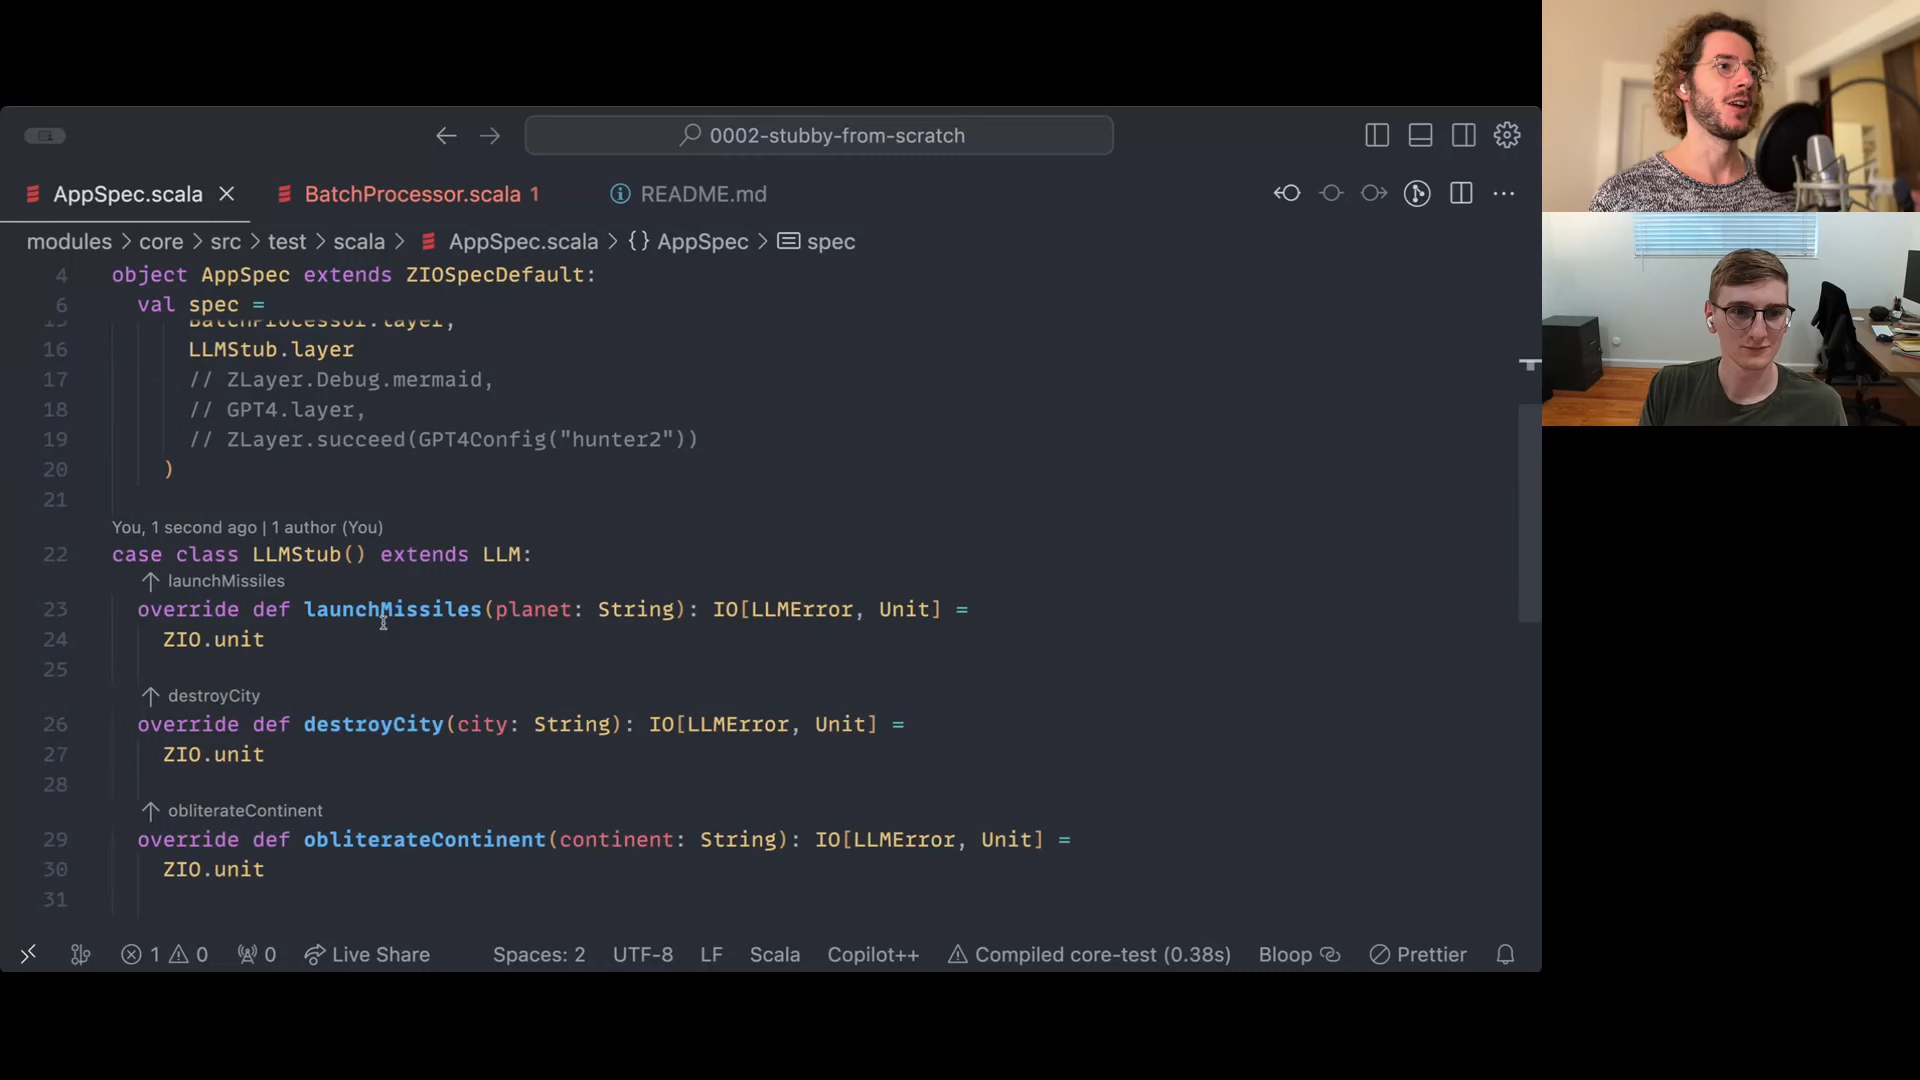 0002-stubby-from-scratch
AppSpec.scala
BatchProcessor.scala 1
README.md
modules > core > src > test > scala > AppSpec.scala > {} AppSpec > spec
4 object AppSpec extends ZIOSpecDefault:
6 val spec =
15 BatchProcessor.layer,
16 LLMStub.layer
17 // ZLayer.Debug.mermaid,
18 // GPT4.layer,
19 // ZLayer.succeed(GPT4Config("hunter2"))
20 )
21
You, 1 second ago | 1 author (You)
22 case class LLMStub() extends LLM:
↑ launchMissiles
23 override def launchMissiles(planet: String): IO[LLMError, Unit] =
24 ZIO.unit
25
↑ destroyCity
26 override def destroyCity(city: String): IO[LLMError, Unit] =
27 ZIO.unit
28
↑ obliterateContinent
29 override def obliterateContinent(continent: String): IO[LLMError, Unit] =
30 ZIO.unit
31
1 0 0 Live Share Spaces: 2 UTF-8 LF Scala Copilot++ Compiled core-test (0.38s) Bloop Prettier